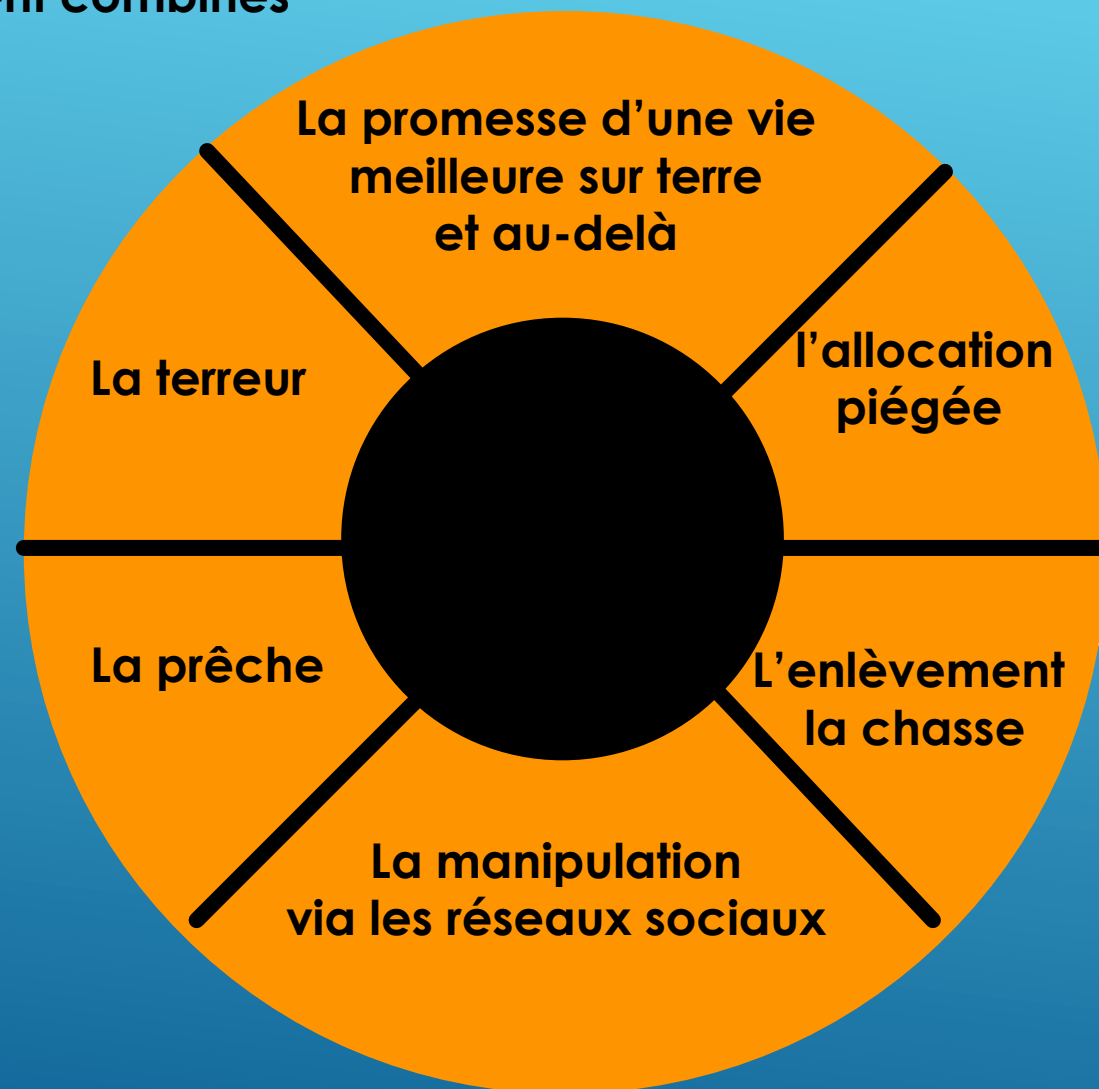 combinés
La promesse d’une vie
meilleure sur terre
et au-delà
l’allocation
piégée
L’enlèvement
la chasse
La manipulation
via les réseaux sociaux
La prêche
La terreur